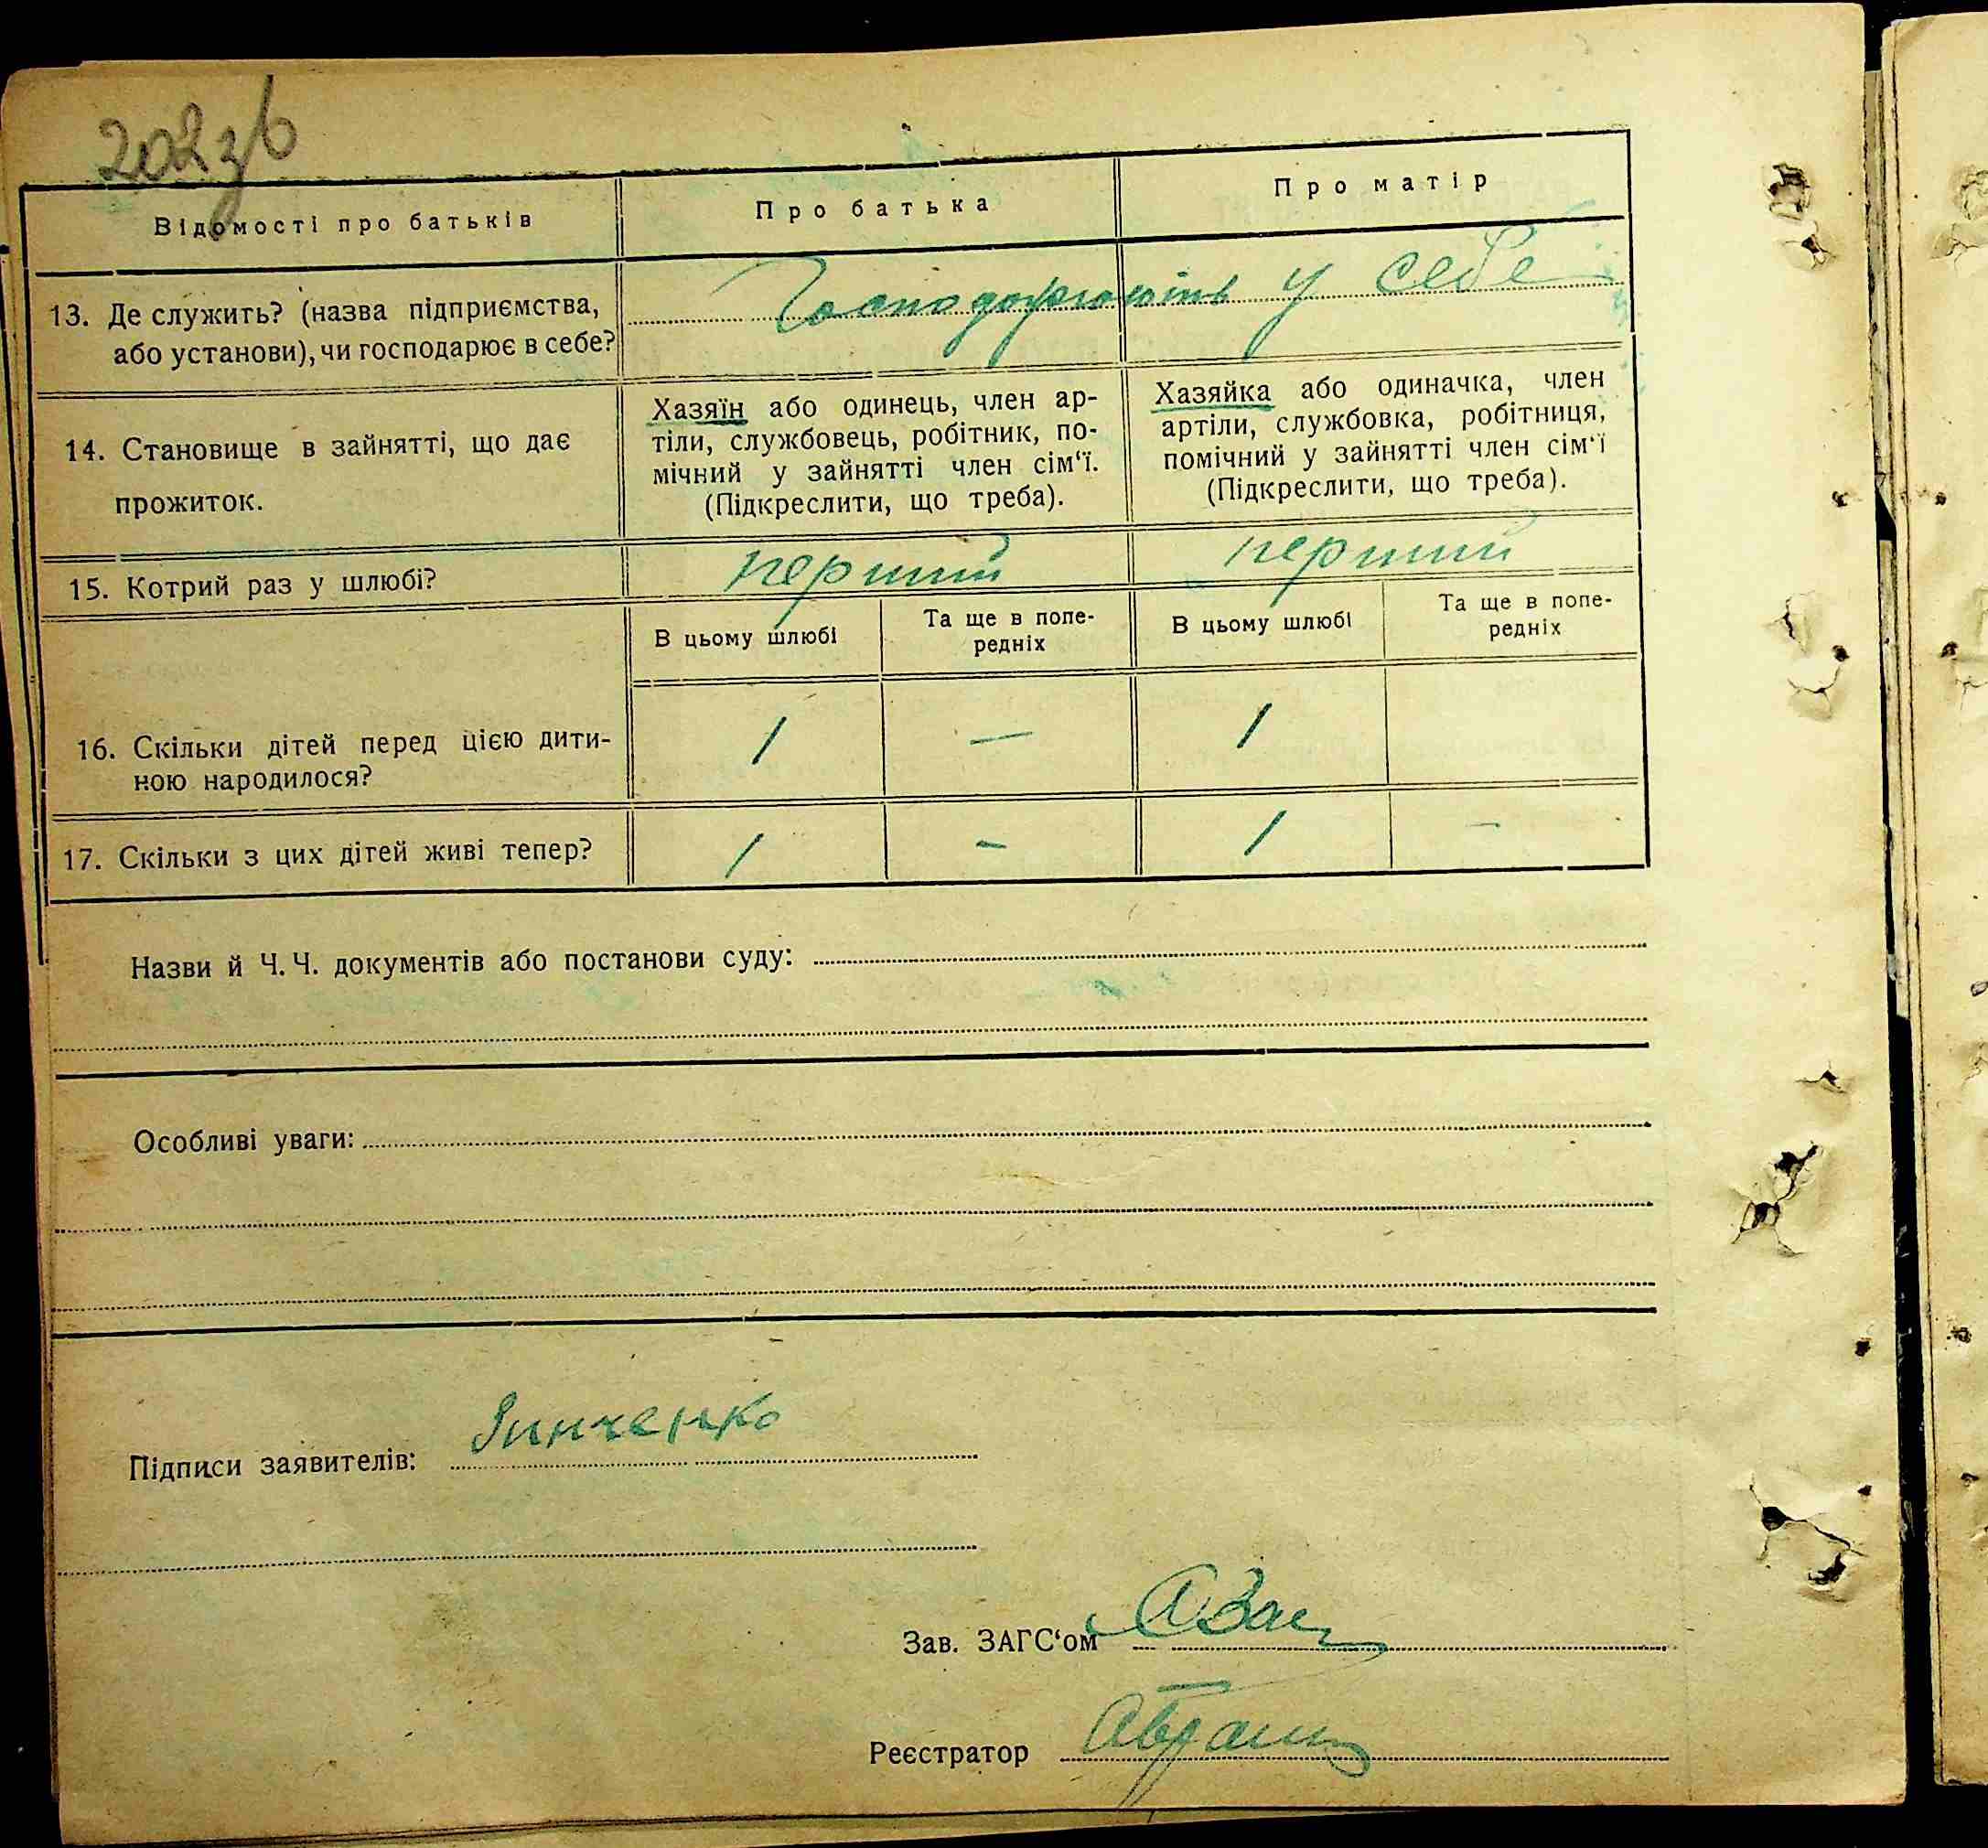 202зв
Відомості про батьків
Про батька
Про матір
13. Де служить? (назва підприємства,
або установи), чи господарює в себе?
Господарюють у себе
14. Становище в зайнятті, що дає
прожиток.
Хазяїн або одинець, член ар-
тіли, службовець, робітник, по-
мічний у зайнятті член сім‘ї.
(Підкреслити, що треба).
Хазяйка або одиначка, член
артіли, службовка, робітниця,
помічний у зайнятті член сім‘ї
(Підкреслити, що треба).
15. Котрий раз у шлюбі?
перший
перший
В цьому шлюбі
Та ще в попе-
редніх
В цьому шлюбі
Та ще в попе-
редніх
16. Скільки дітей перед цією дити-
ною народилося?
1
—
1
17. Скільки з цих дітей живі тепер?
1
-
1
-
Назви й Ч. Ч. документів або постанови суду:
Особливі уваги:
Підписи заявителів: Зинченко
Зав. ЗАГС‘ом
Реєстратор